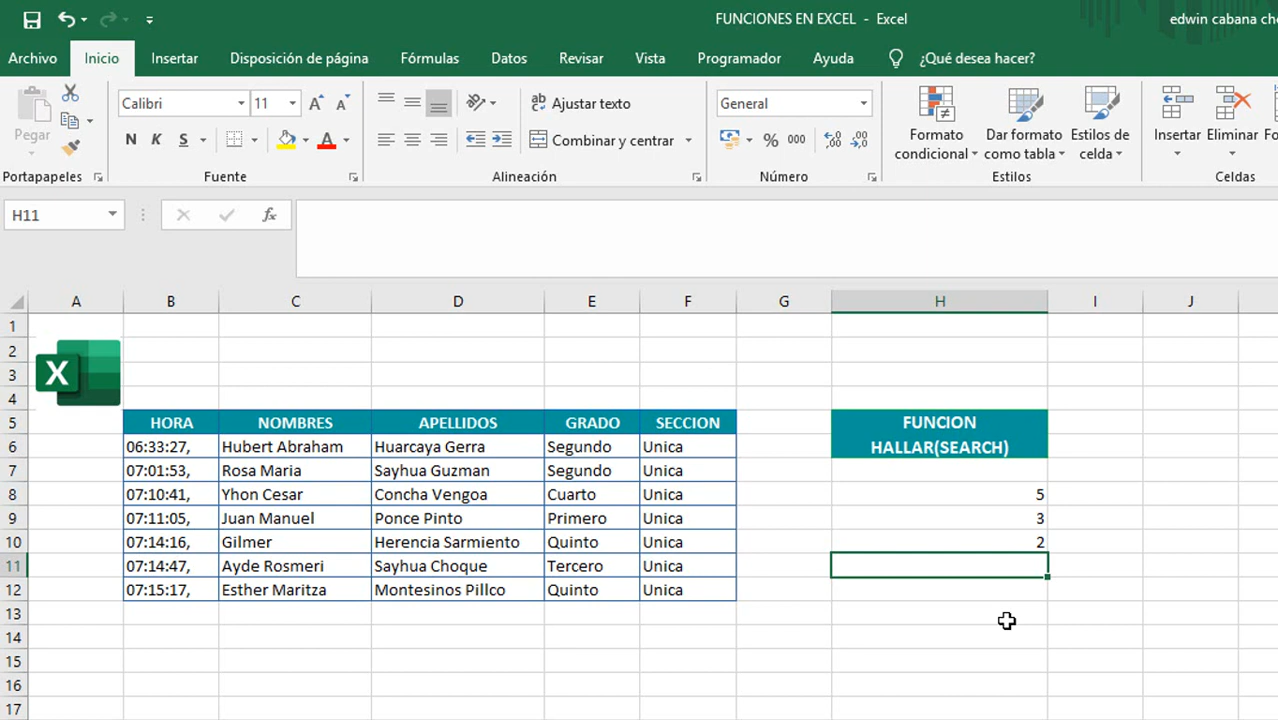 FUNCIONES EN EXCEL - Excel
edwin cabana
Archivo Inicio Insertar Disposición de página Fórmulas Datos Revisar Vista Programador Ayuda ¿Qué desea hacer?
Pegar
Calibri 11
N K S
Ajustar texto
Combinar y centrar
General
% 000
Formato condicional
Dar formato como tabla
Estilos de celda
Insertar
Eliminar
Portapapeles Fuente Alineación Número Estilos Celdas
H11 fx
A B C D E F G H I J
1
2
X
3
4
5 HORA NOMBRES APELLIDOS GRADO SECCION FUNCION
6 06:33:27, Hubert Abraham Huarcaya Gerra Segundo Unica HALLAR(SEARCH)
7 07:01:53, Rosa Maria Sayhua Guzman Segundo Unica
8 07:10:41, Yhon Cesar Concha Vengoa Cuarto Unica 5
9 07:11:05, Juan Manuel Ponce Pinto Primero Unica 3
10 07:14:16, Gilmer Herencia Sarmiento Quinto Unica 2
11 07:14:47, Ayde Rosmeri Sayhua Choque Tercero Unica
12 07:15:17, Esther Maritza Montesinos Pillco Quinto Unica
13
14
15
16
17